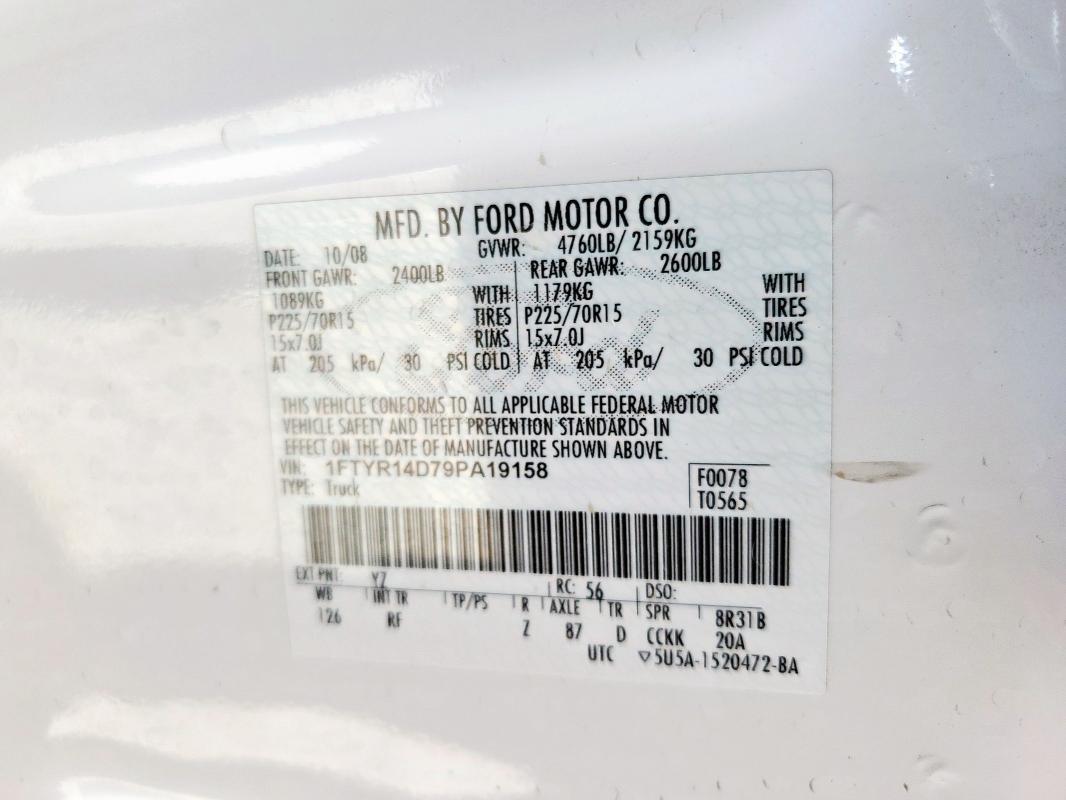 MFD. BY FORD MOTOR CO.
DATE: 10/08 GVWR: 4760LB/ 2159KG
FRONT GAWR: 2400LB REAR GAWR: 2600LB
1089KG WITH 1179KG WITH
P225/70R15 TIRES P225/70R15 TIRES
15x7.0J RIMS 15x7.0J RIMS
AT 205 kPa/ 30 PSI COLD AT 205 kPa/ 30 PSI COLD
THIS VEHICLE CONFORMS TO ALL APPLICABLE FEDERAL MOTOR
VEHICLE SAFETY AND THEFT PREVENTION STANDARDS IN
EFFECT ON THE DATE OF MANUFACTURE SHOWN ABOVE.
VIN: 1FTYR14D79PA19158 F0078
TYPE: Truck T0565
EXT PNT: YZ RC: 56 DSO:
WB INT TR TP/PS R AXLE TR SPR 8R31B
126 RF Z 87 D CCKK 20A
UTC ▽5U5A-1520472-BA